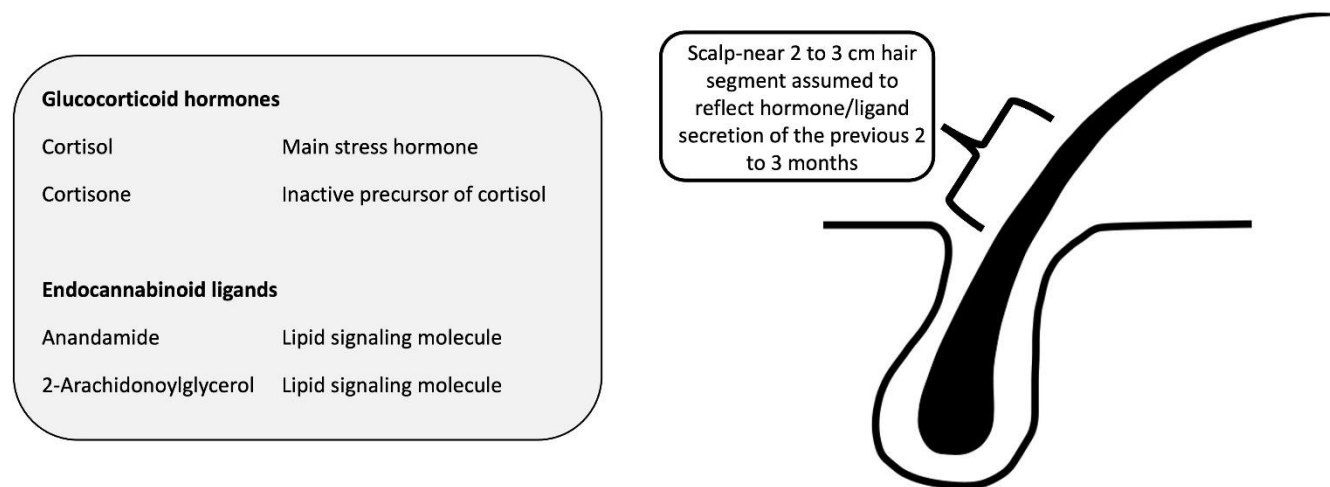 Glucocorticoid hormones
Cortisol Main stress hormone
Cortisone Inactive precursor of cortisol
Endocannabinoid ligands
Anandamide Lipid signaling molecule
2-Arachidonoylglycerol Lipid signaling molecule
Scalp-near 2 to 3 cm hair
segment assumed to
reflect hormone/ligand
secretion of the previous 2
to 3 months